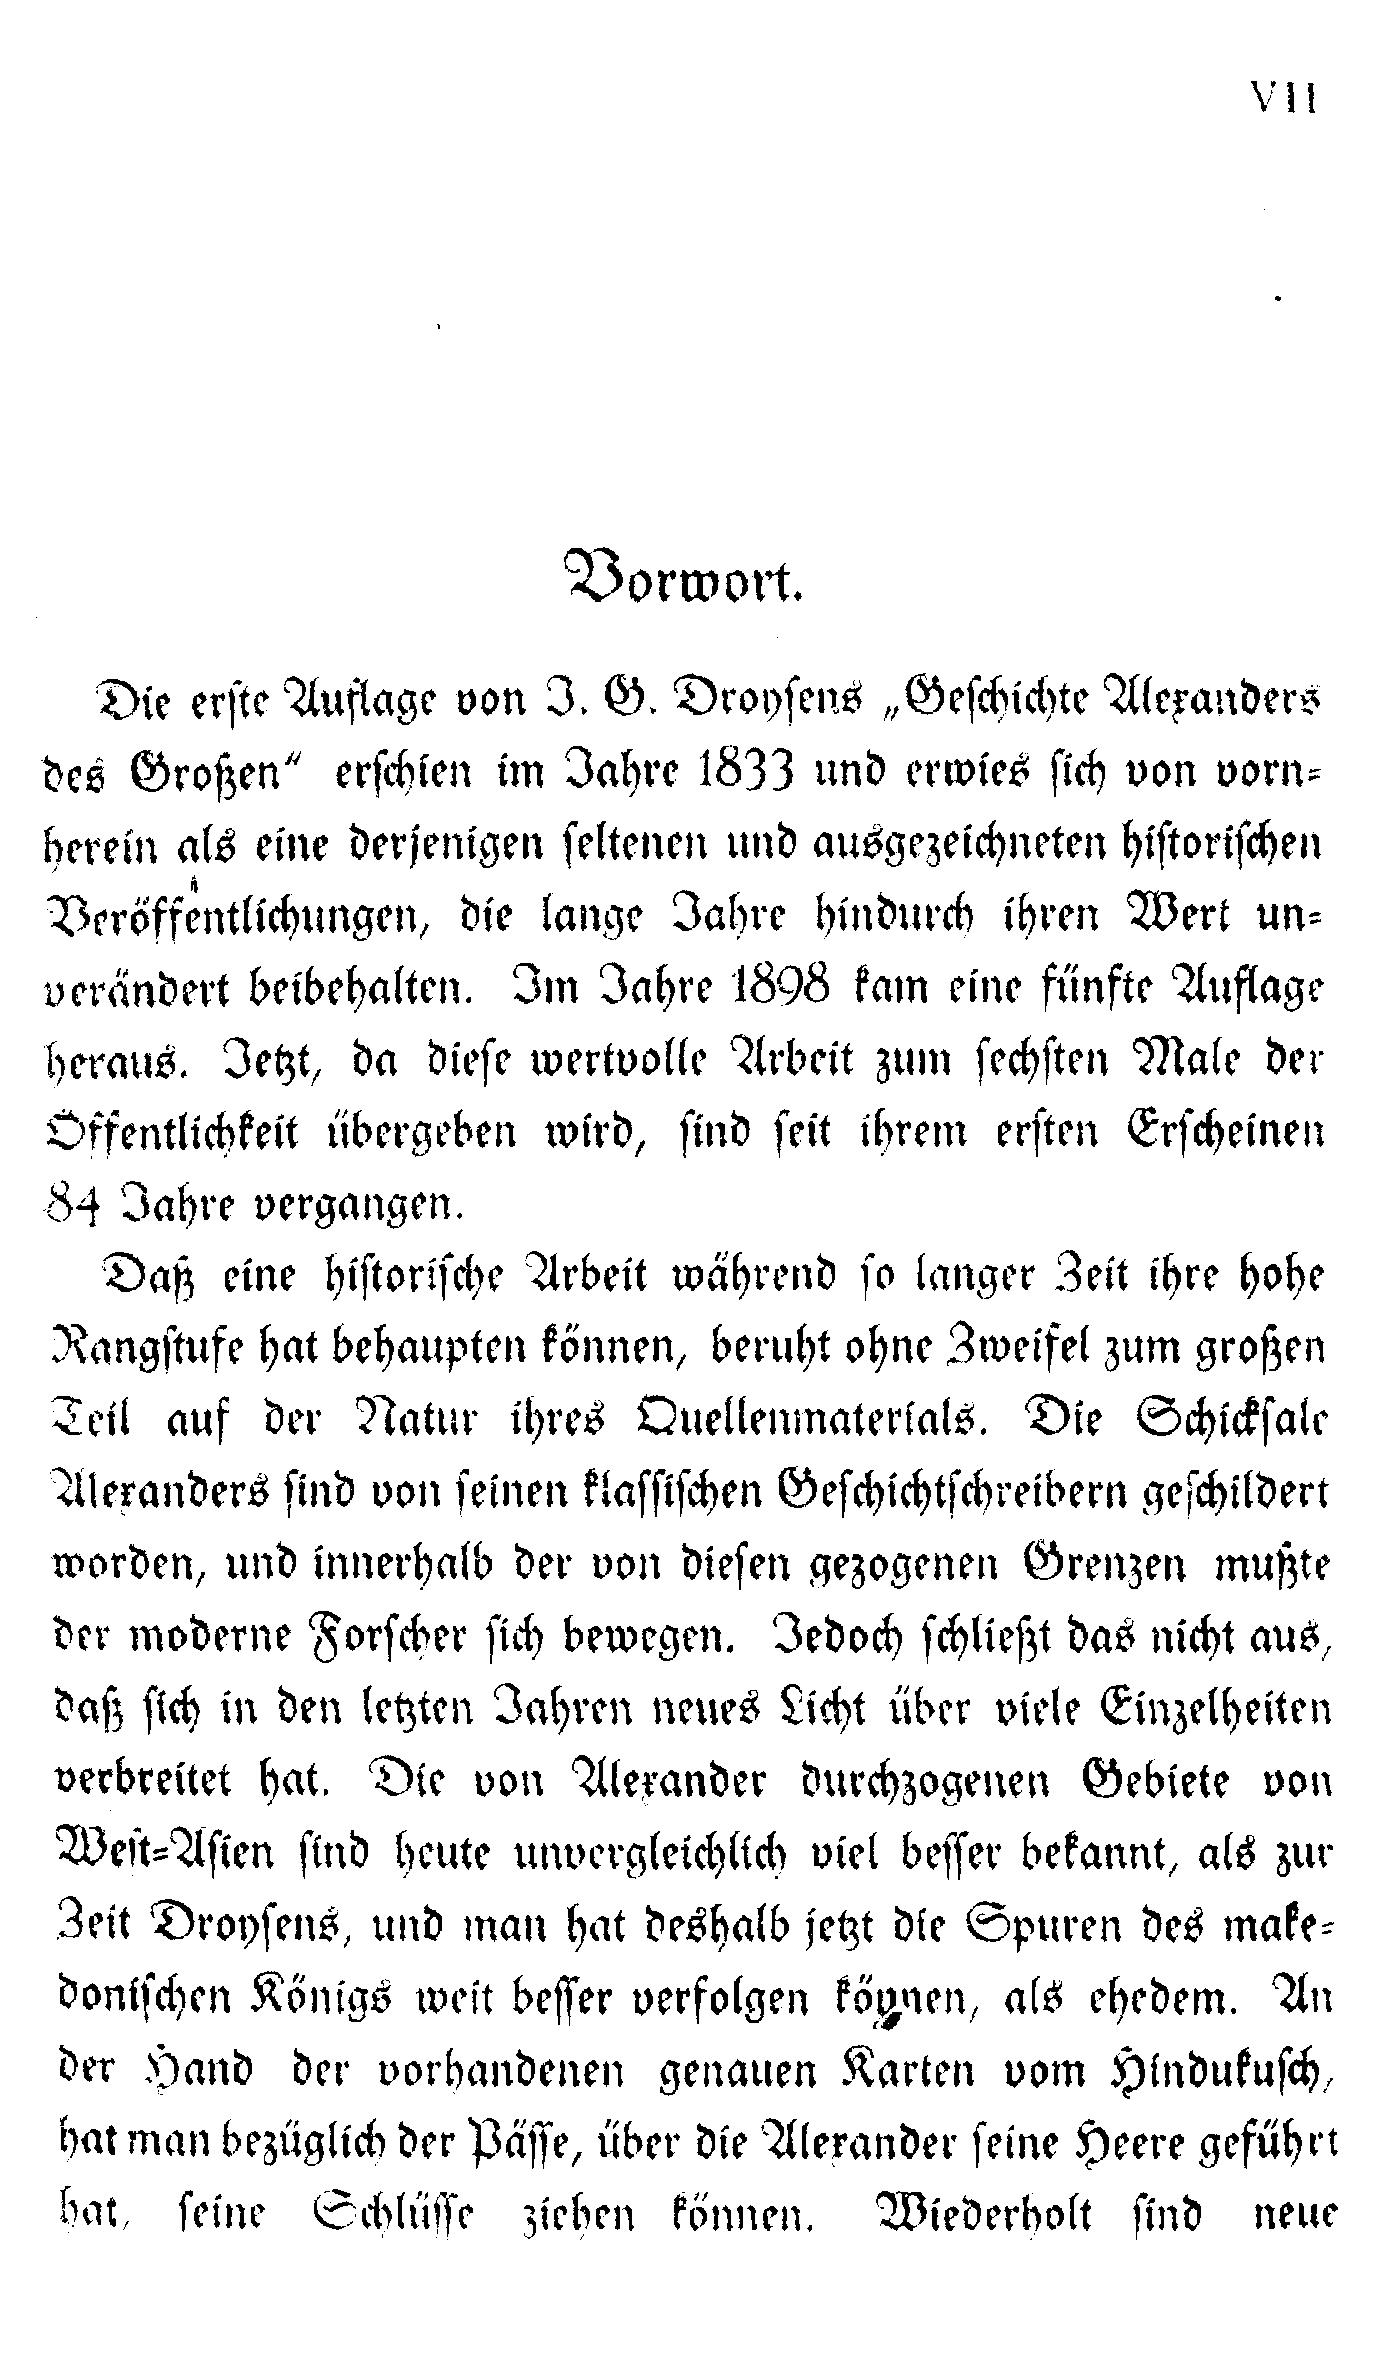 VII
Vorwort.
Die erste Auflage von J. G. Droysens „Geschichte Alexanders
des Großen“ erschien im Jahre 1833 und erwies sich von vorn-
herein als eine derjenigen seltenen und ausgezeichneten historischen
Veröffentlichungen, die lange Jahre hindurch ihren Wert un-
verändert beibehalten. Im Jahre 1898 kam eine fünfte Auflage
heraus. Jetzt, da diese wertvolle Arbeit zum sechsten Male der
Öffentlichkeit übergeben wird, sind seit ihrem ersten Erscheinen
84 Jahre vergangen.
Daß eine historische Arbeit während so langer Zeit ihre hohe
Rangstufe hat behaupten können, beruht ohne Zweifel zum großen
Teil auf der Natur ihres Quellenmaterials. Die Schicksale
Alexanders sind von seinen klassischen Geschichtschreibern geschildert
worden, und innerhalb der von diesen gezogenen Grenzen mußte
der moderne Forscher sich bewegen. Jedoch schließt das nicht aus,
daß sich in den letzten Jahren neues Licht über viele Einzelheiten
verbreitet hat. Die von Alexander durchzogenen Gebiete von
West-Asien sind heute unvergleichlich viel besser bekannt, als zur
Zeit Droysens, und man hat deshalb jetzt die Spuren des make-
donischen Königs weit besser verfolgen können, als ehedem. An
der Hand der vorhandenen genauen Karten vom Hindukusch,
hat man bezüglich der Pässe, über die Alexander seine Heere geführt
hat, seine Schlüsse ziehen können. Wiederholt sind neue